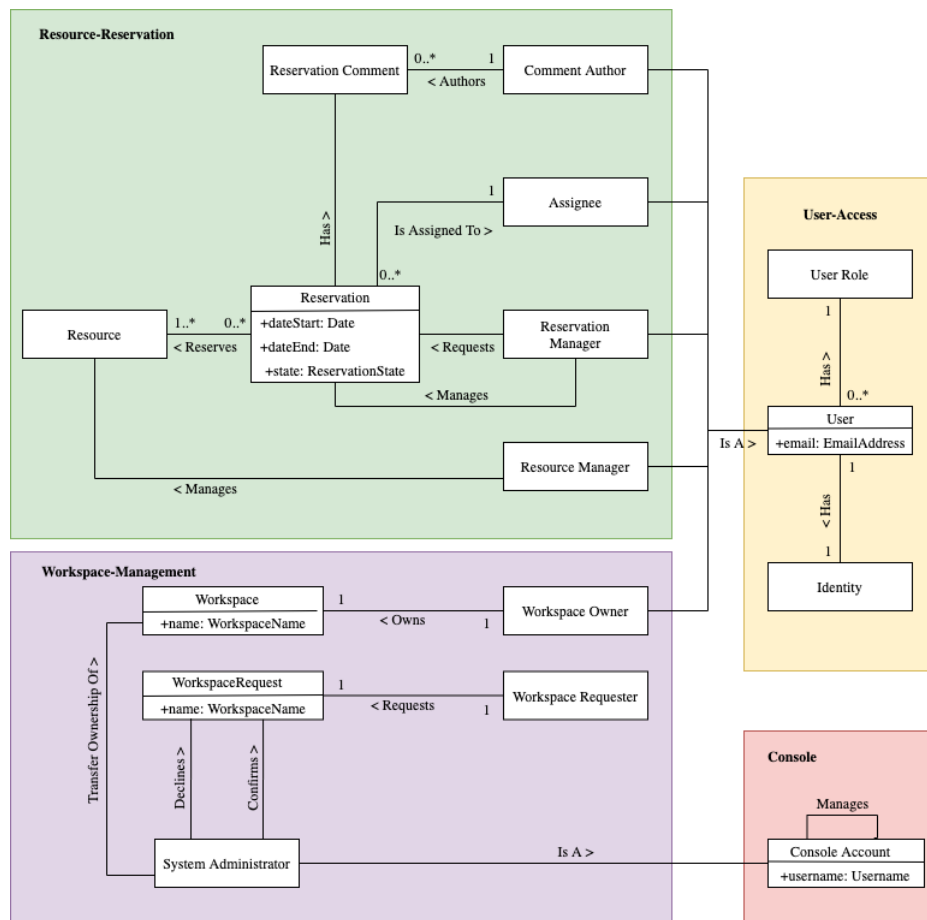 Resource-Reservation
Reservation Comment
0..*
1
< Authors
Comment Author
Has >
1
Is Assigned To >
0..*
Assignee
Resource
1..*
0..*
< Reserves
Reservation
+dateStart: Date
+dateEnd: Date
+state: ReservationState
< Requests
< Manages
Reservation
Manager
< Manages
Resource Manager
User-Access
User Role
1
Has >
0..*
Is A >
User
+email: EmailAddress
1
< Has
1
Identity
Workspace-Management
Workspace
+name: WorkspaceName
1
< Owns
1
Workspace Owner
Transfer Ownership Of >
WorkspaceRequest
+name: WorkspaceName
1
< Requests
1
Workspace Requester
Declines >
Confirms >
System Administrator
Is A >
Console
Manages
Console Account
+username: Username